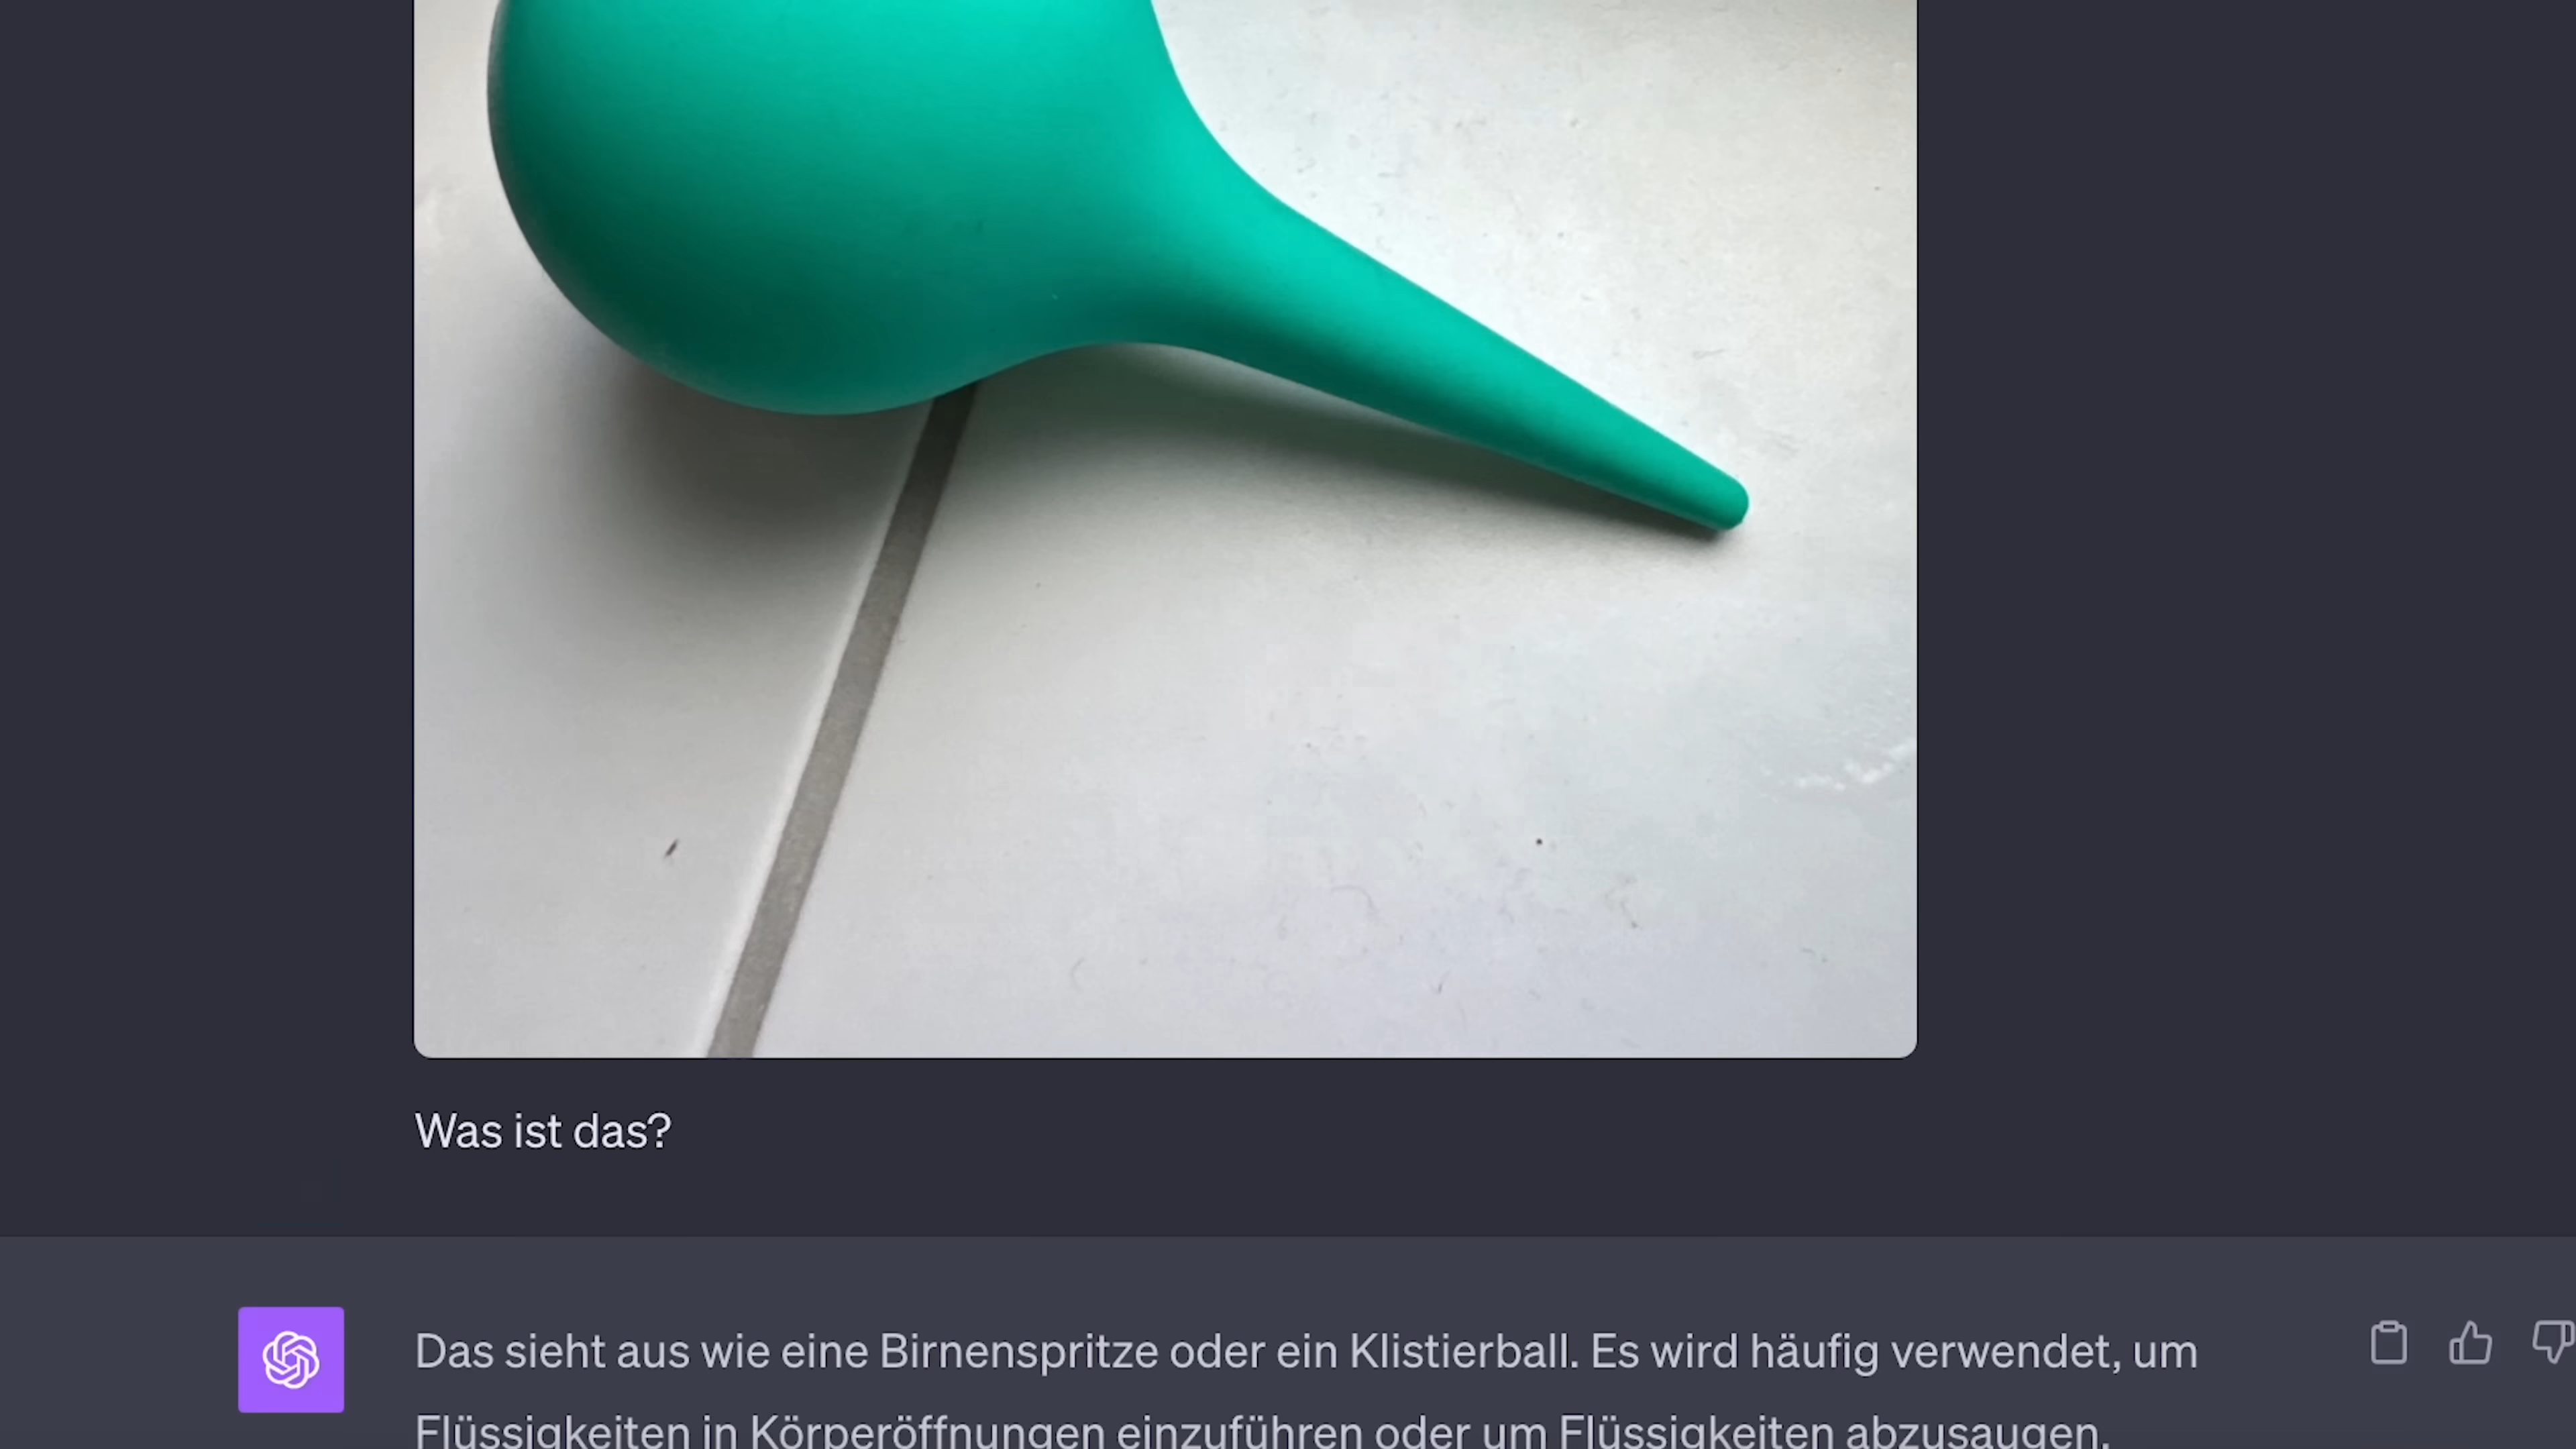 Was ist das?
Das sieht aus wie eine Birnenspritze oder ein Klistierball. Es wird häufig verwendet, um
Flüssigkeiten in Körperöffnungen einzuführen oder um Flüssigkeiten abzusaugen.